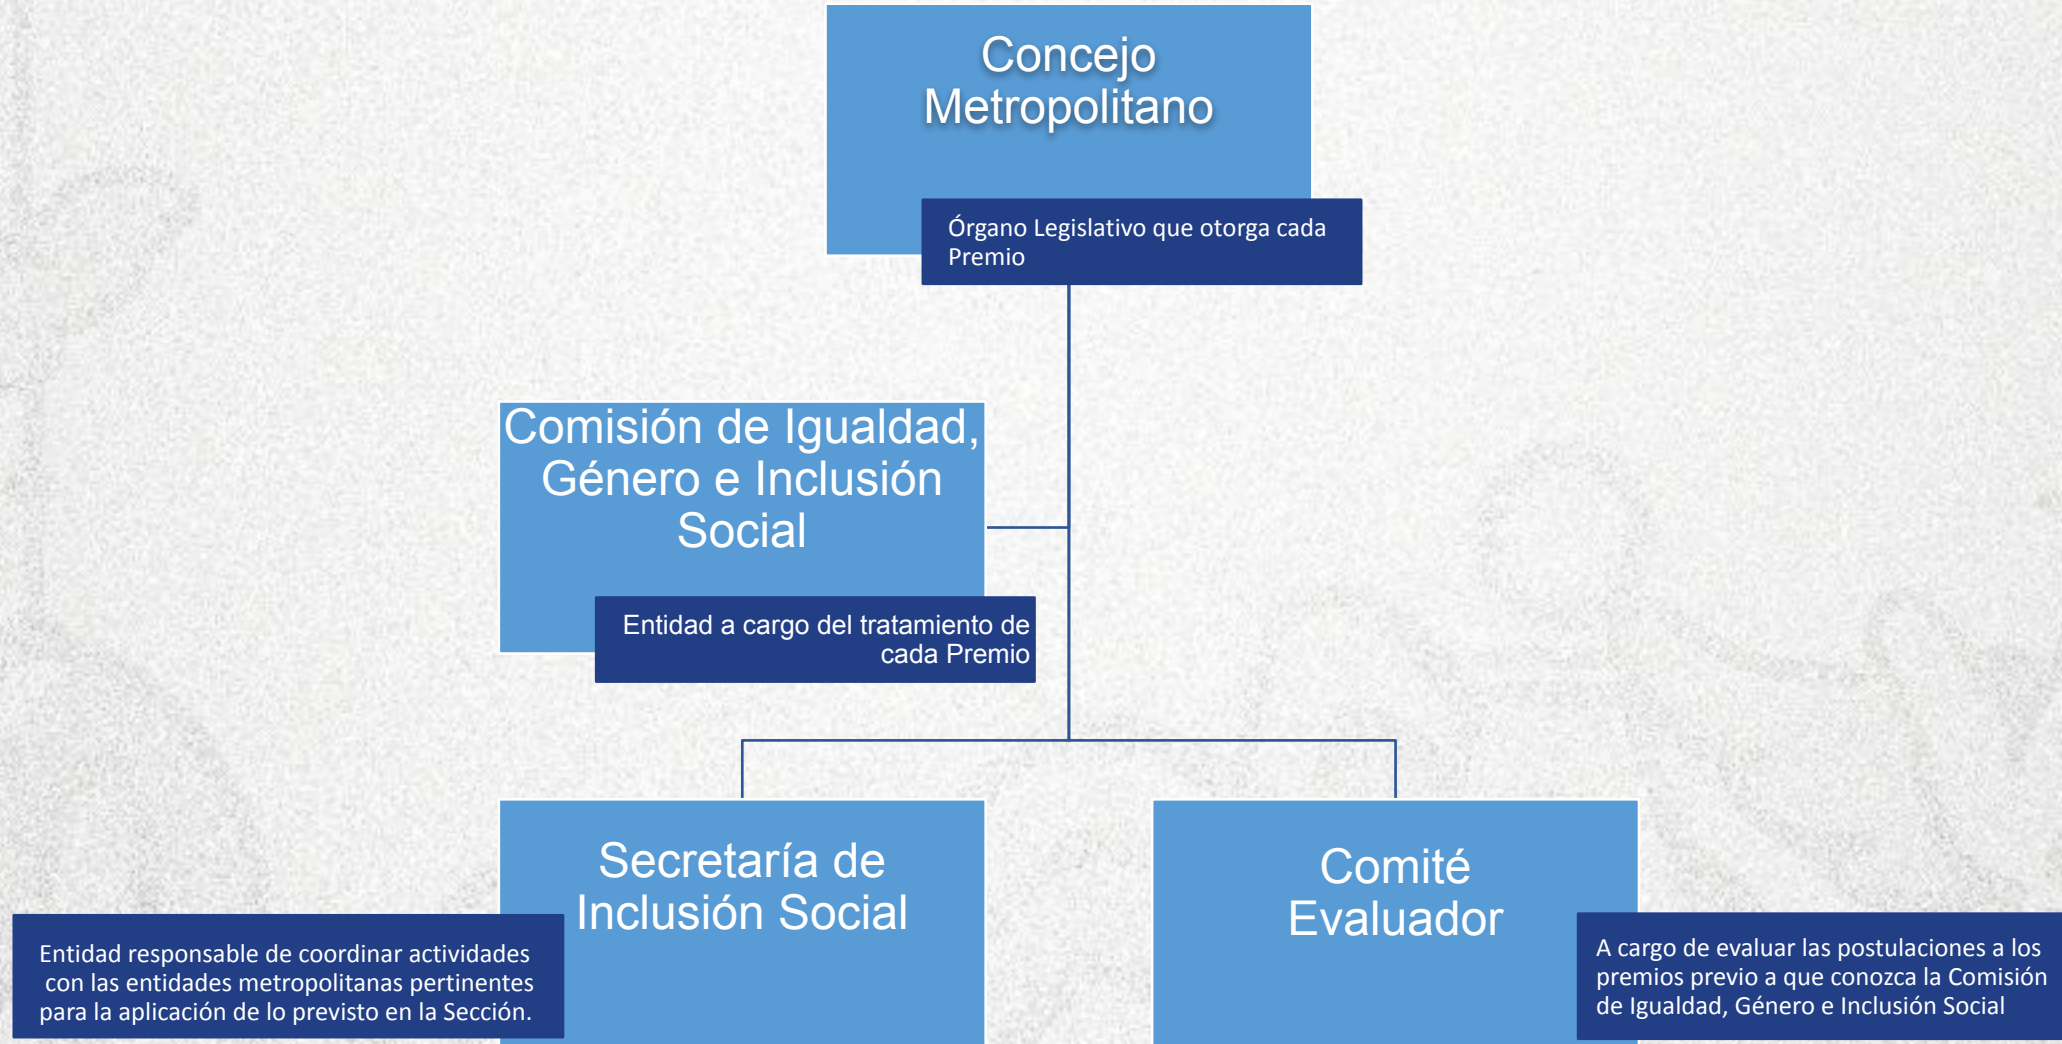 Concejo
Metropolitano
Órgano Legislativo que otorga cada
Premio
Comisión de Igualdad,
Género e Inclusión
Social
Entidad a cargo del tratamiento de
cada Premio
Secretaría de
Inclusión Social
Entidad responsable de coordinar actividades
con las entidades metropolitanas pertinentes
para la aplicación de lo previsto en la Sección.
Comité
Evaluador
A cargo de evaluar las postulaciones a los
premios previo a que conozca la Comisión
de Igualdad, Género e Inclusión Social